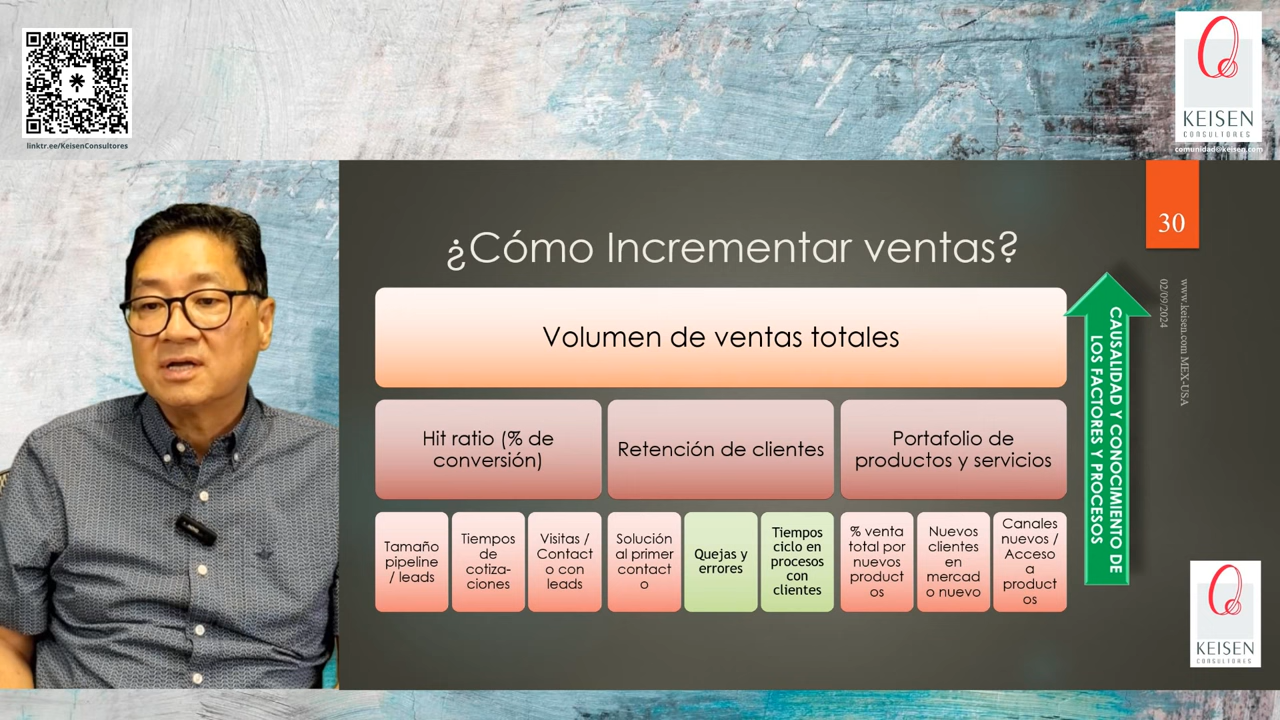 linktr.ee/KeisenConsultores
KEISEN
CONSULTORES
comunidad@keisen.com
30
¿Cómo Incrementar ventas?
02/09/2024
www.keisen.com MEX-USA
Volumen de ventas totales
CAUSALIDAD Y CONOCIMIENTO DE
LOS FACTORES Y PROCESOS
Hit ratio (% de
conversión)
Retención de clientes
Portafolio de
productos y servicios
Tamaño
pipeline
/ leads
Tiempos
de
cotiza-
ciones
Visitas /
Contact
o con
leads
Solución
al primer
contact
o
Quejas y
errores
Tiempos
ciclo en
procesos
con
clientes
% venta
total por
nuevos
product
os
Nuevos
clientes
en
mercad
o nuevo
Canales
nuevos /
Acceso
a
product
os
KEISEN
CONSULTORES